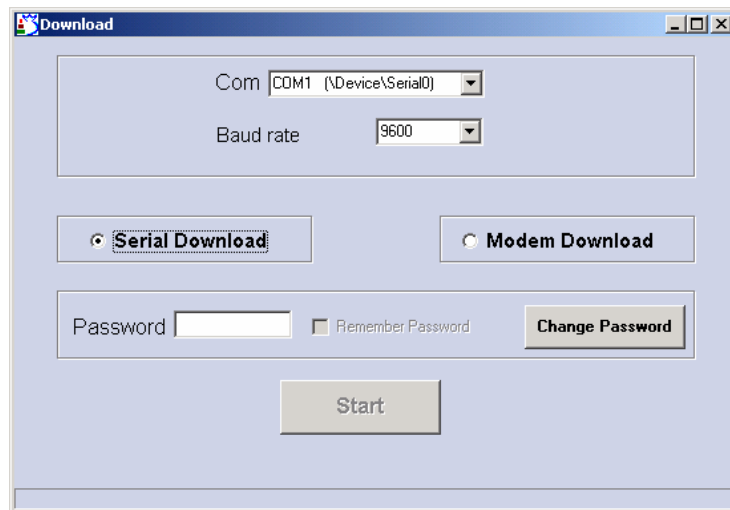 Download
Com COM1 (\Device\Serial0)
Baud rate 9600
Serial Download Modem Download
Password Remember Password Change Password
Start